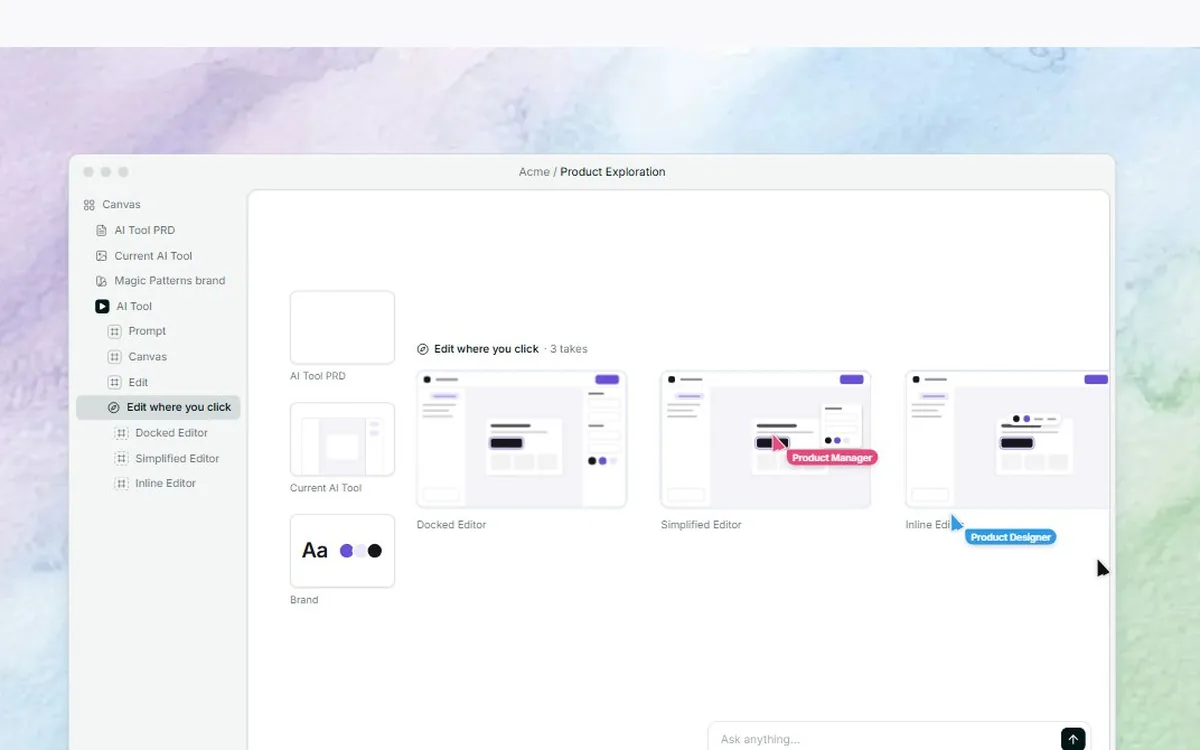 Acme / Product Exploration
Canvas
AI Tool PRD
Current AI Tool
Magic Patterns brand
AI Tool
Prompt
Canvas
Edit
Edit where you click
Docked Editor
Simplified Editor
Inline Editor
AI Tool PRD
Current AI Tool
Aa
Brand
Edit where you click · 3 takes
Docked Editor
Simplified Editor
Inline Edi
Product Manager
Product Designer
Ask anything...